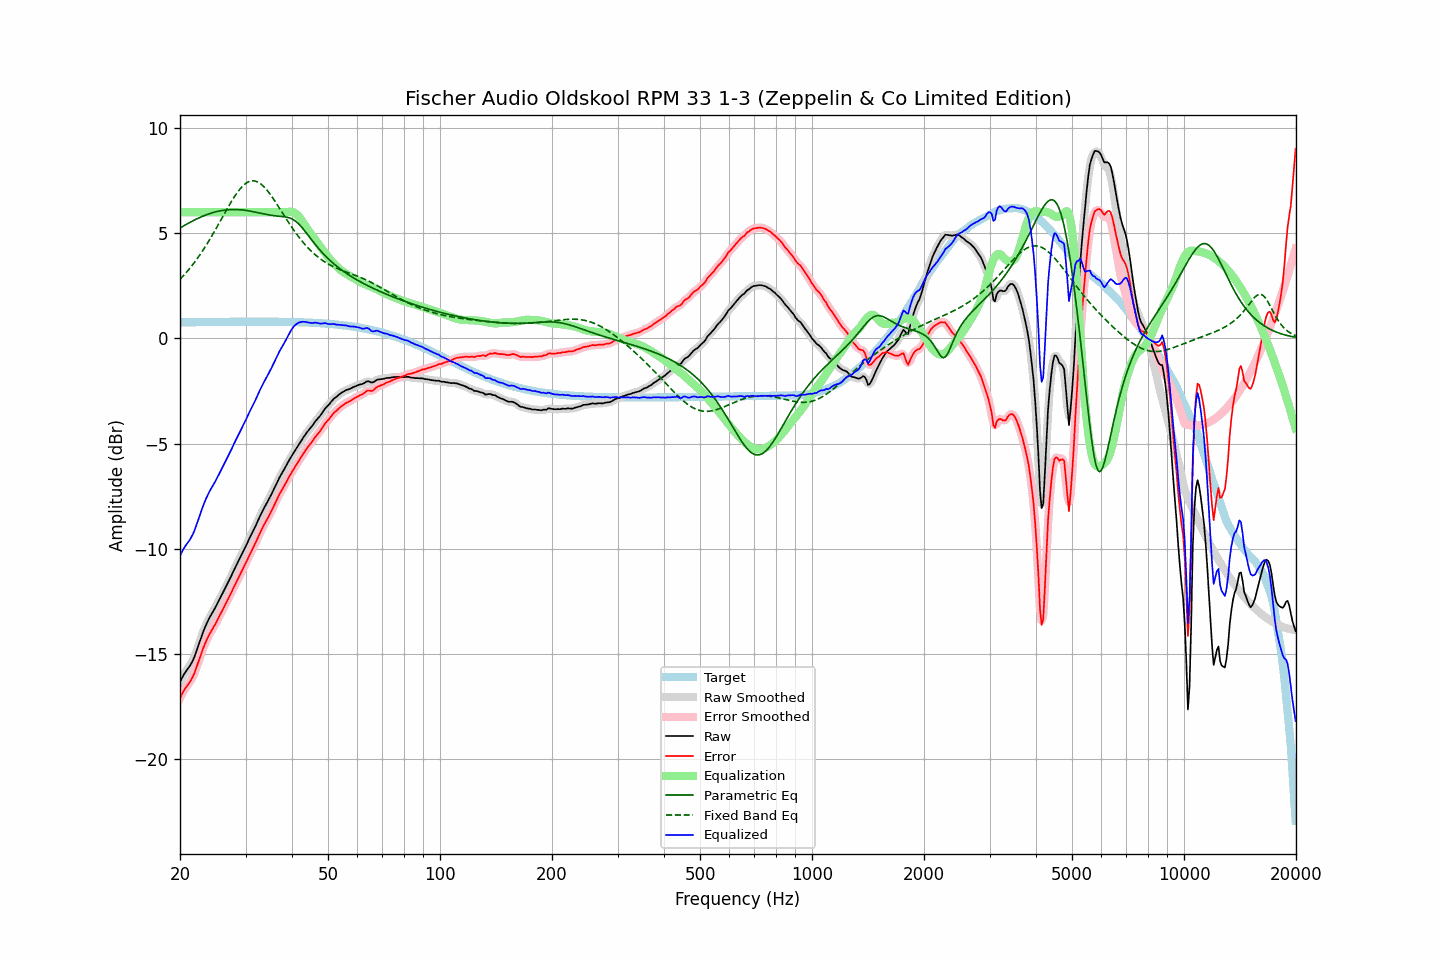 Fischer Audio Oldskool RPM 33 1-3 (Zeppelin & Co Limited Edition)
10
5
0
−5
−10
−15
−20
Amplitude (dBr)
Target
Raw Smoothed
Error Smoothed
Raw
Error
Equalization
Parametric Eq
Fixed Band Eq
Equalized
20 50 100 200 500 1000 2000 5000 10000 20000
Frequency (Hz)